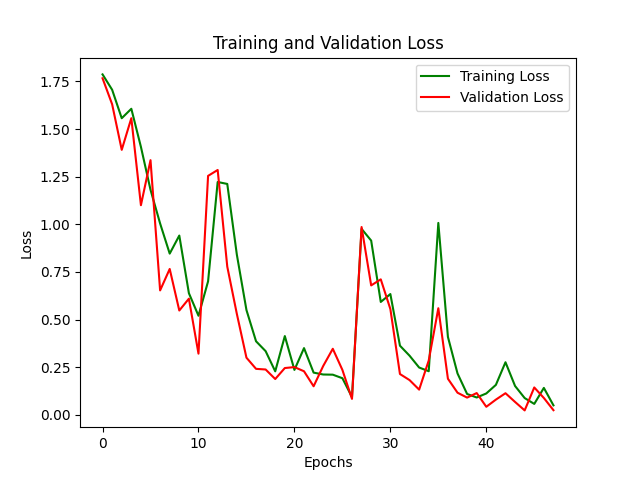 Training and Validation Loss
Training Loss
Validation Loss
1.75
1.50
1.25
1.00
0.75
0.50
0.25
0.00
Loss
0 10 20 30 40
Epochs